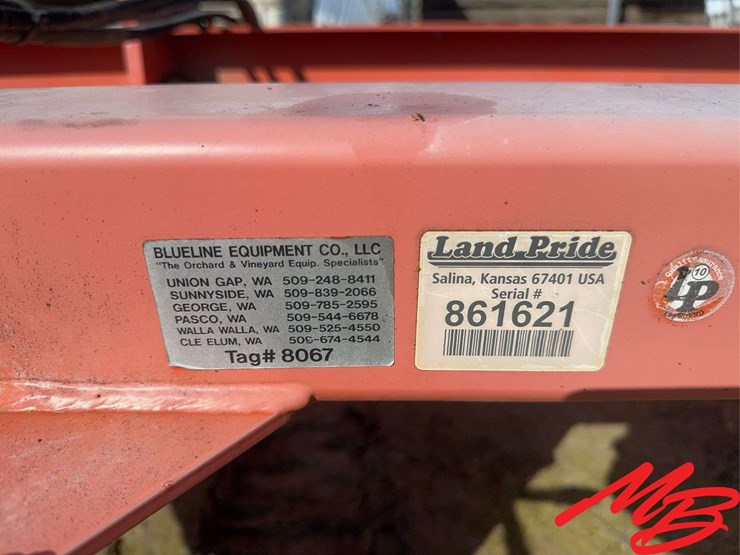 BLUELINE EQUIPMENT CO., LLC
"The Orchard & Vineyard Equip. Specialists"
UNION GAP, WA 509-248-8411
SUNNYSIDE, WA 509-839-2066
GEORGE, WA 509-785-2595
PASCO, WA 509-544-6678
WALLA WALLA, WA 509-525-4550
CLE ELUM, WA 509-674-4544
Tag# 8067
Land Pride
Salina, Kansas 67401 USA
Serial #
861621
10
LP
MB